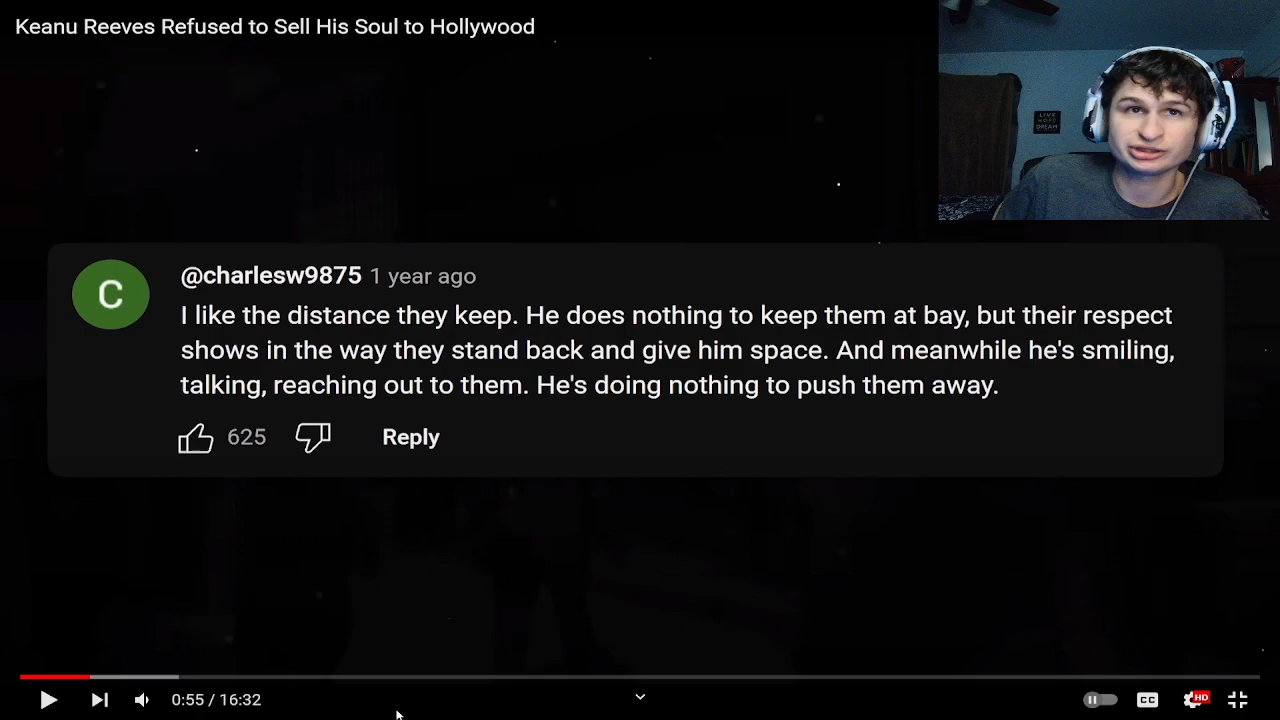 Keanu Reeves Refused to Sell His Soul to Hollywood
LIVE
HOPE
DREAM
C
@charlesw9875 1 year ago
I like the distance they keep. He does nothing to keep them at bay, but their respect
shows in the way they stand back and give him space. And meanwhile he's smiling,
talking, reaching out to them. He's doing nothing to push them away.
625 Reply
0:55 / 16:32
CC
HD